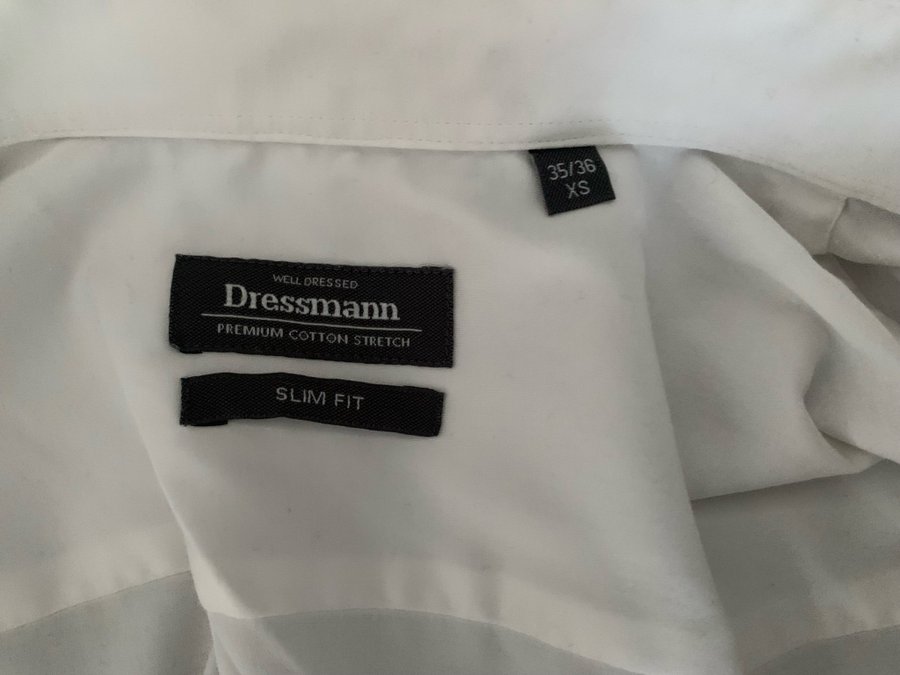 35/36
XS
WELL DRESSED
Dressmann
PREMIUM COTTON STRETCH
SLIM FIT